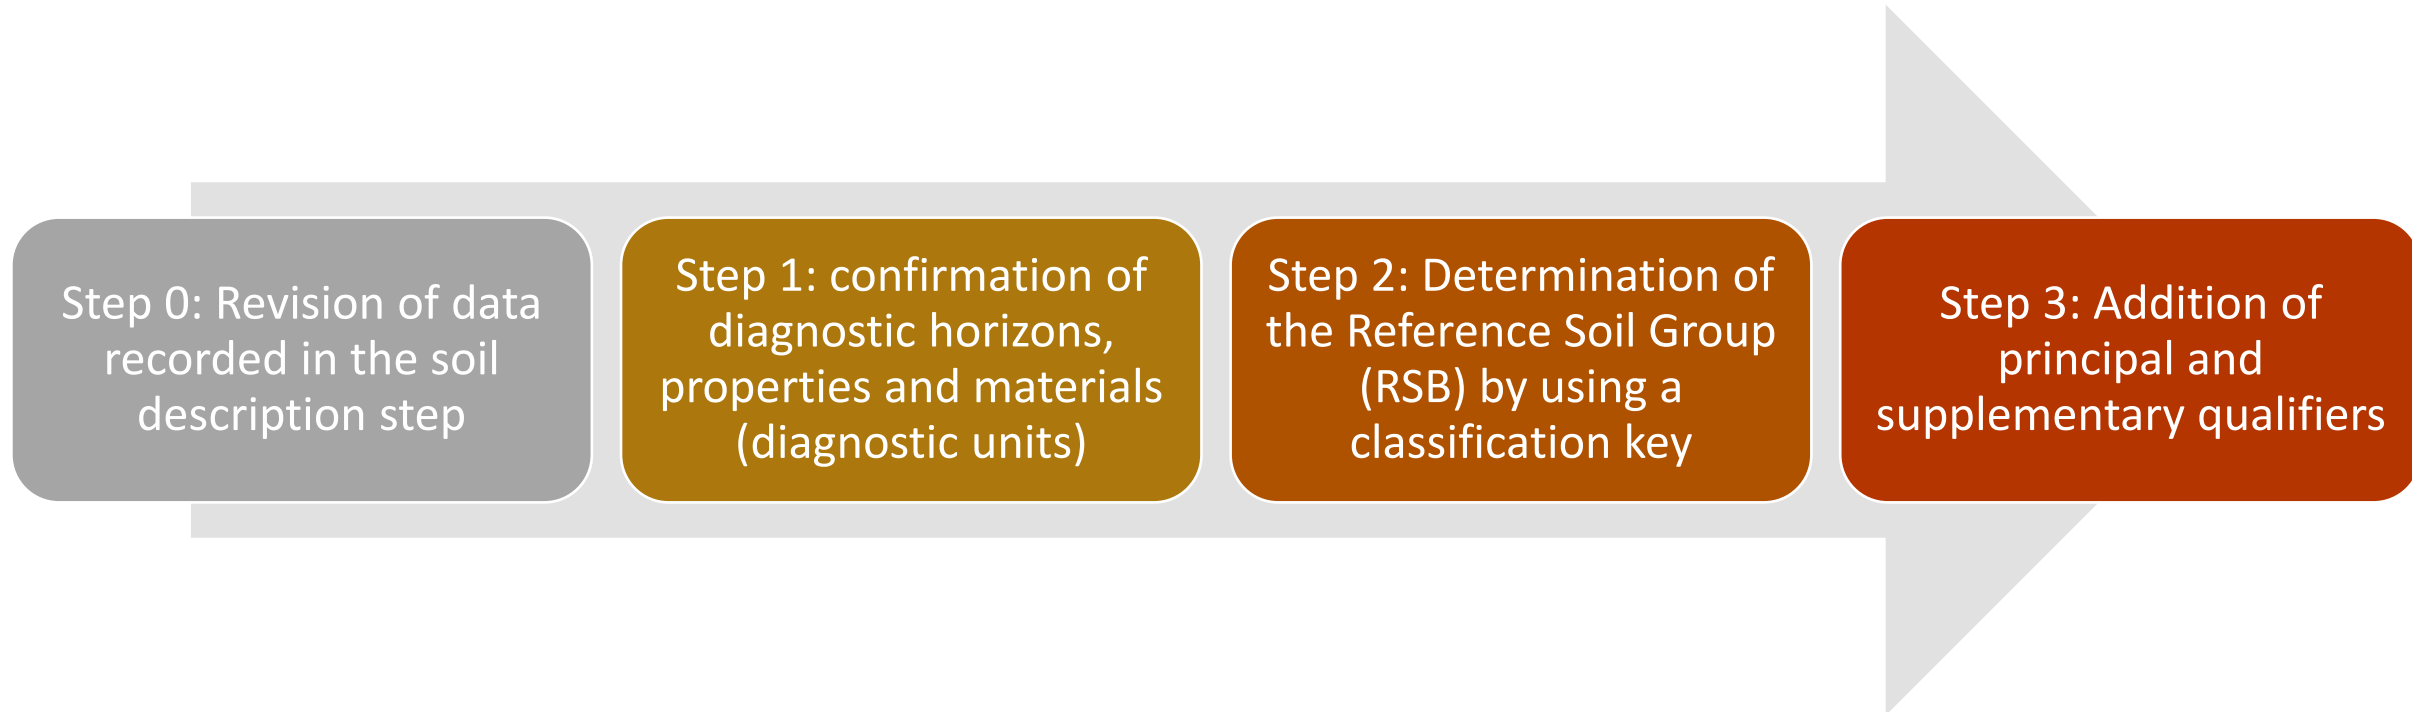 Step 0: Revision of data
recorded in the soil
description step
Step 1: confirmation of
diagnostic horizons,
properties and materials
(diagnostic units)
Step 2: Determination of
the Reference Soil Group
(RSB) by using a
classification key
Step 3: Addition of
principal and
supplementary qualifiers